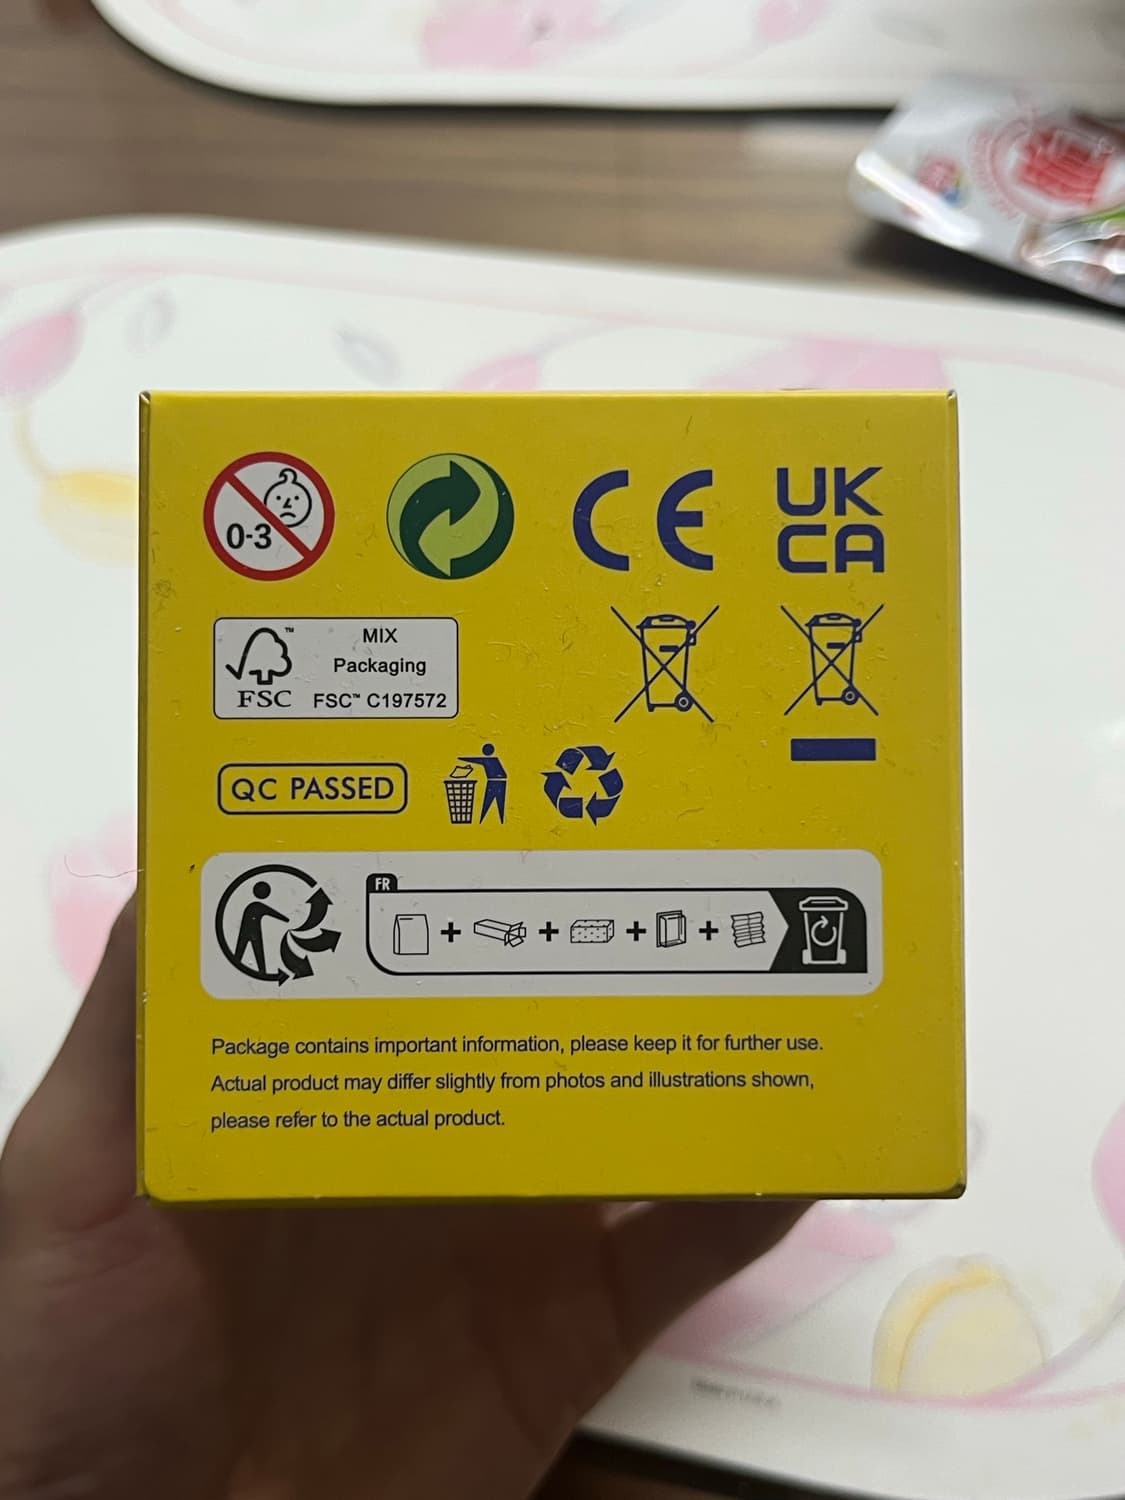 0-3
CE
UK
CA
FSC™
MIX
Packaging
FSC™ C197572
QC PASSED
FR
Package contains important information, please keep it for further use.
Actual product may differ slightly from photos and illustrations shown,
please refer to the actual product.